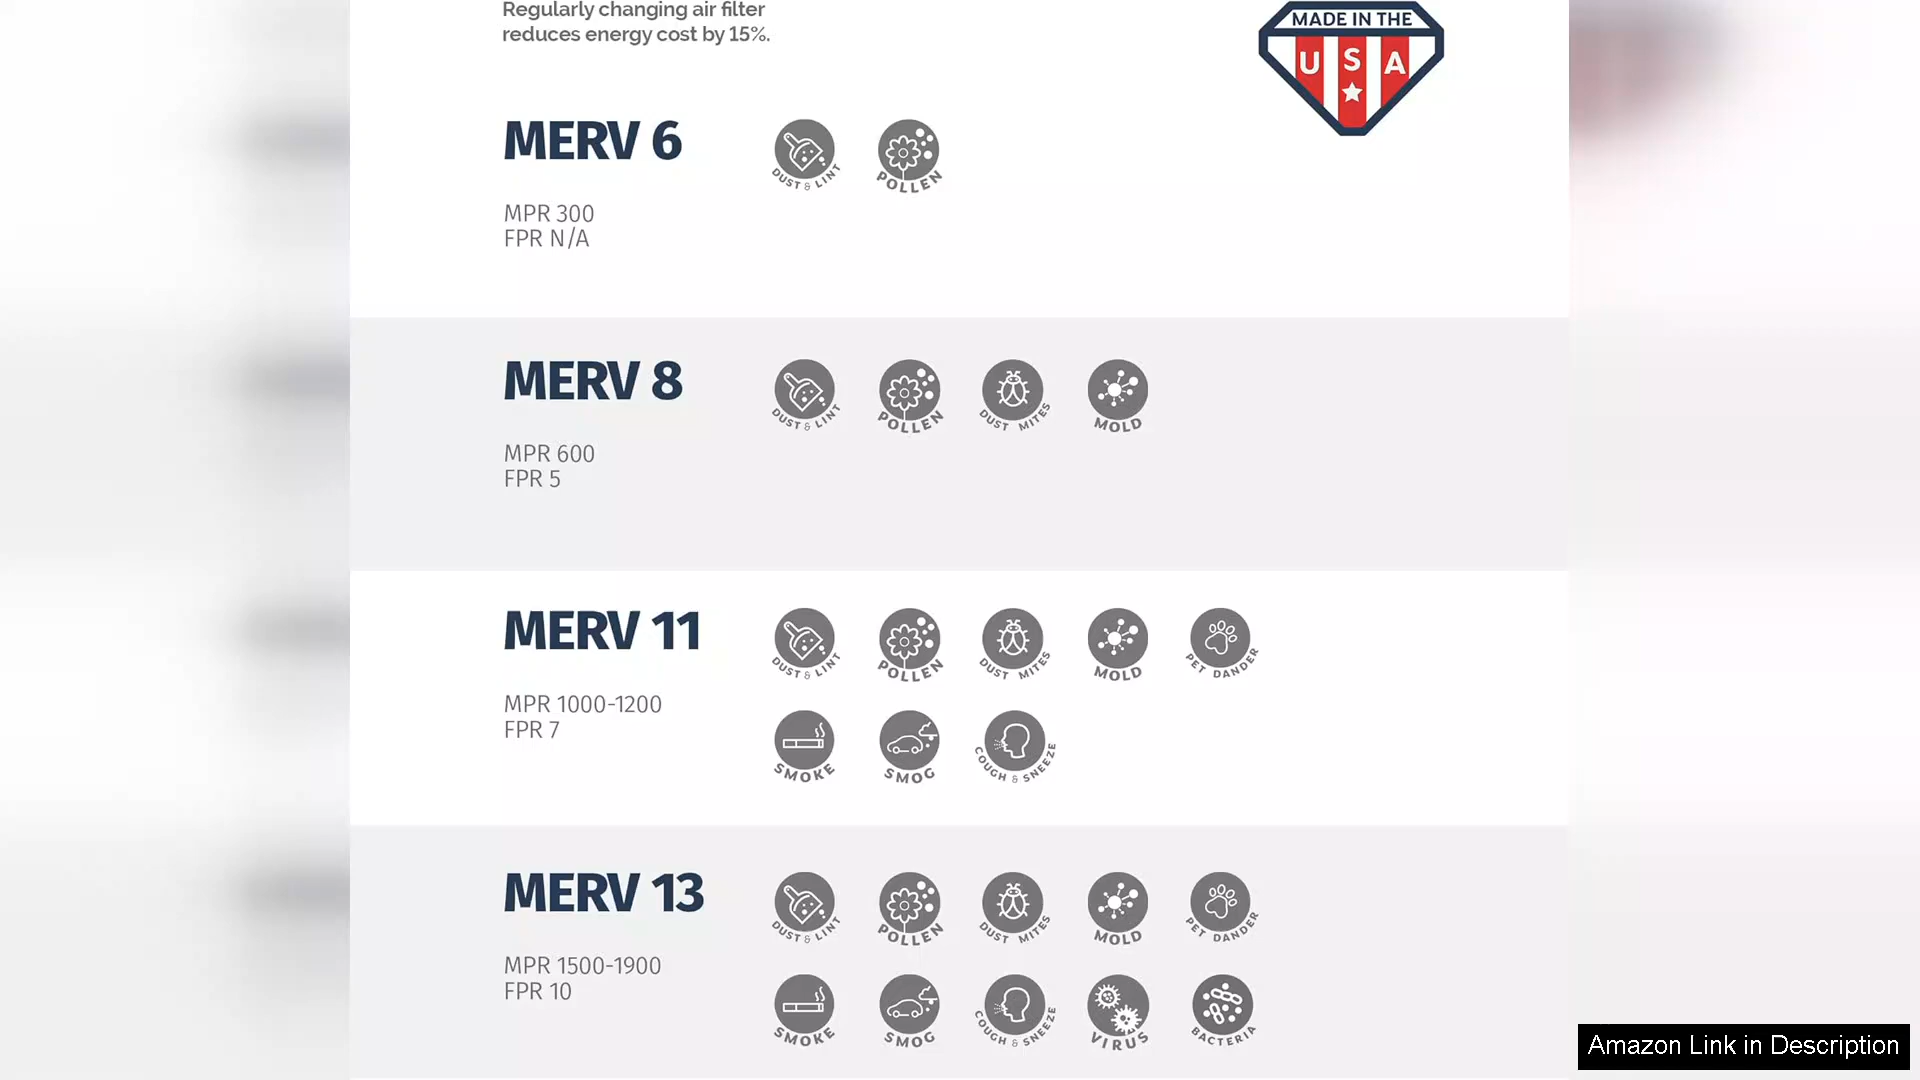 Regularly changing air filter
reduces energy cost by 15%.
MADE IN THE
USA
MERV 6
DUST & LINT
POLLEN
MPR 300
FPR N/A
MERV 8
DUST & LINT
POLLEN
DUST MITES
MOLD
MPR 600
FPR 5
MERV 11
DUST & LINT
POLLEN
DUST MITES
MOLD
PET DANDER
MPR 1000-1200
FPR 7
SMOKE
SMOG
COUGH & SNEEZE
MERV 13
DUST & LINT
POLLEN
DUST MITES
MOLD
PET DANDER
MPR 1500-1900
FPR 10
SMOKE
SMOG
COUGH & SNEEZE
VIRUS
BACTERIA
Amazon Link in Description